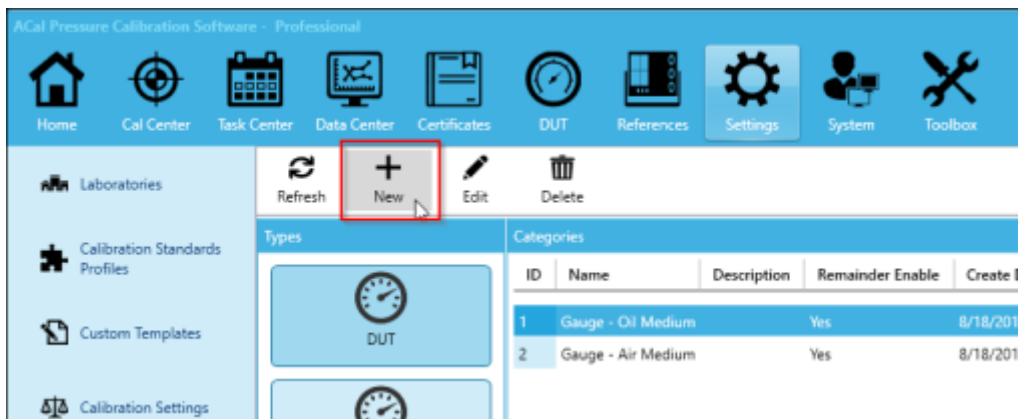 ACal Pressure Calibration Software - Professional
Home Cal Center Task Center Data Center Certificates DUT References Settings System Toolbox
Refresh New Edit Delete
Laboratories
Calibration Standards
Profiles
Custom Templates
Calibration Settings
Types
DUT
Categories
ID Name Description Remainder Enable Create
1 Gauge - Oil Medium Yes 8/18/201
2 Gauge - Air Medium Yes 8/18/201